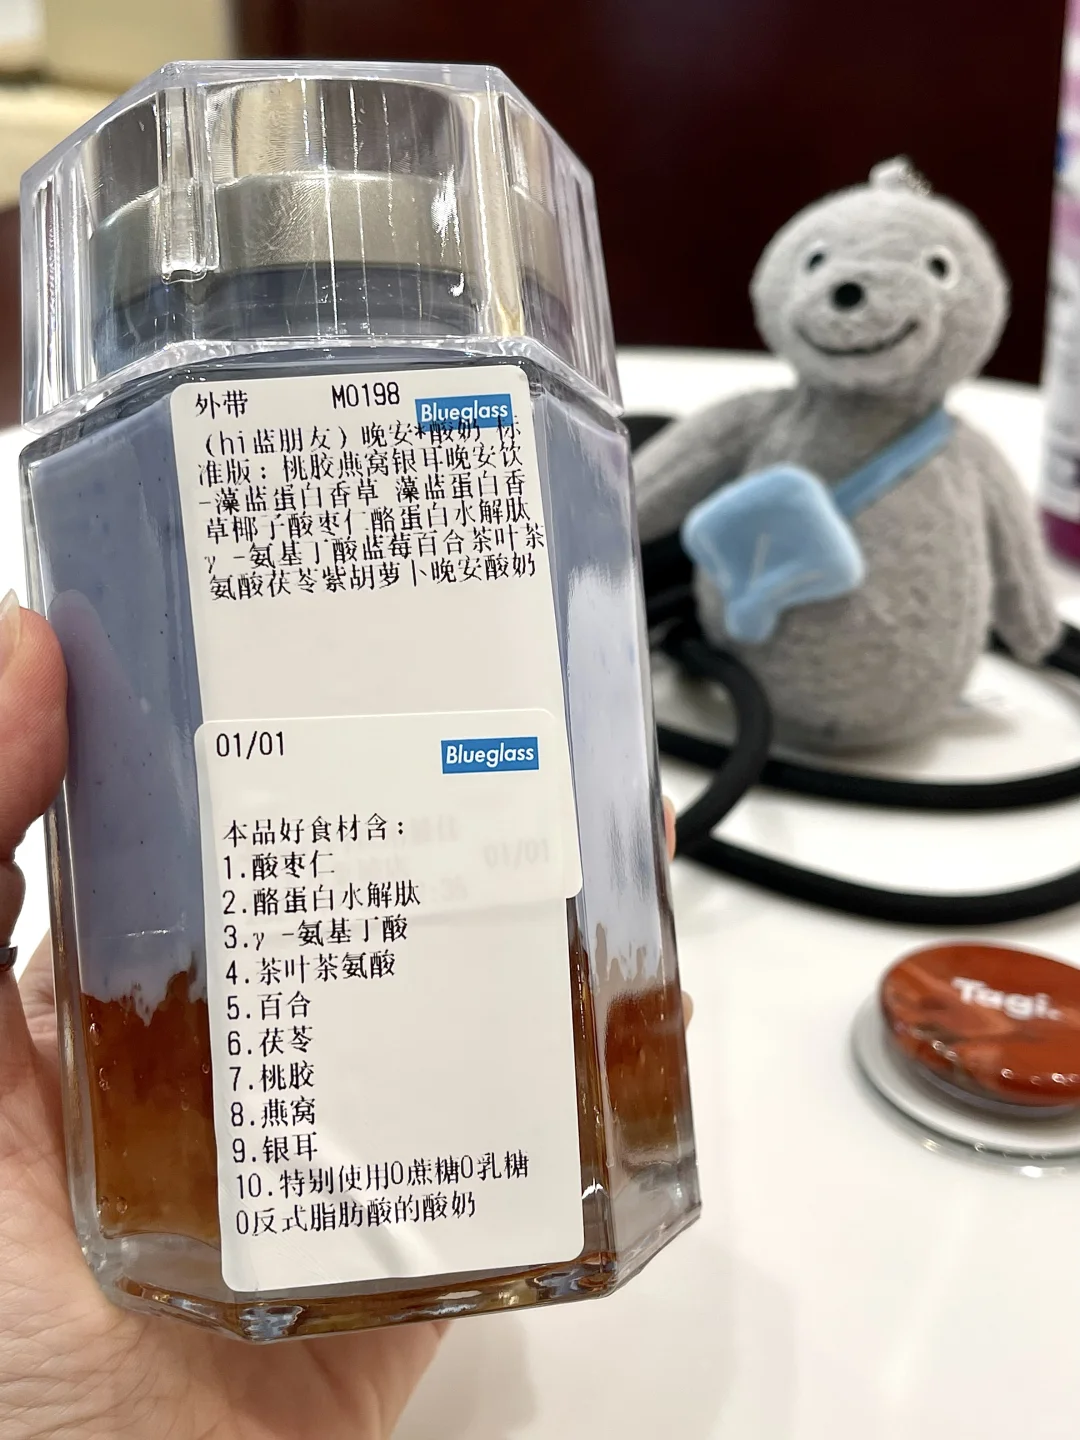 外带 M0198 Blueglass
(hi蓝朋友)晚安*酸奶 标
准版:桃胶燕窝银耳晚安饮
-藻蓝蛋白香草 藻蓝蛋白香
草椰子酸枣仁酪蛋白水解肽
γ-氨基丁酸蓝莓百合茶叶茶
氨酸茯苓紫胡萝卜晚安酸奶
01/01 Blueglass
本品好食材含:
1.酸枣仁
2.酪蛋白水解肽
3.γ-氨基丁酸
4.茶叶茶氨酸
5.百合
6.茯苓
7.桃胶
8.燕窝
9.银耳
10.特别使用0蔗糖0乳糖
0反式脂肪酸的酸奶
Tagi.